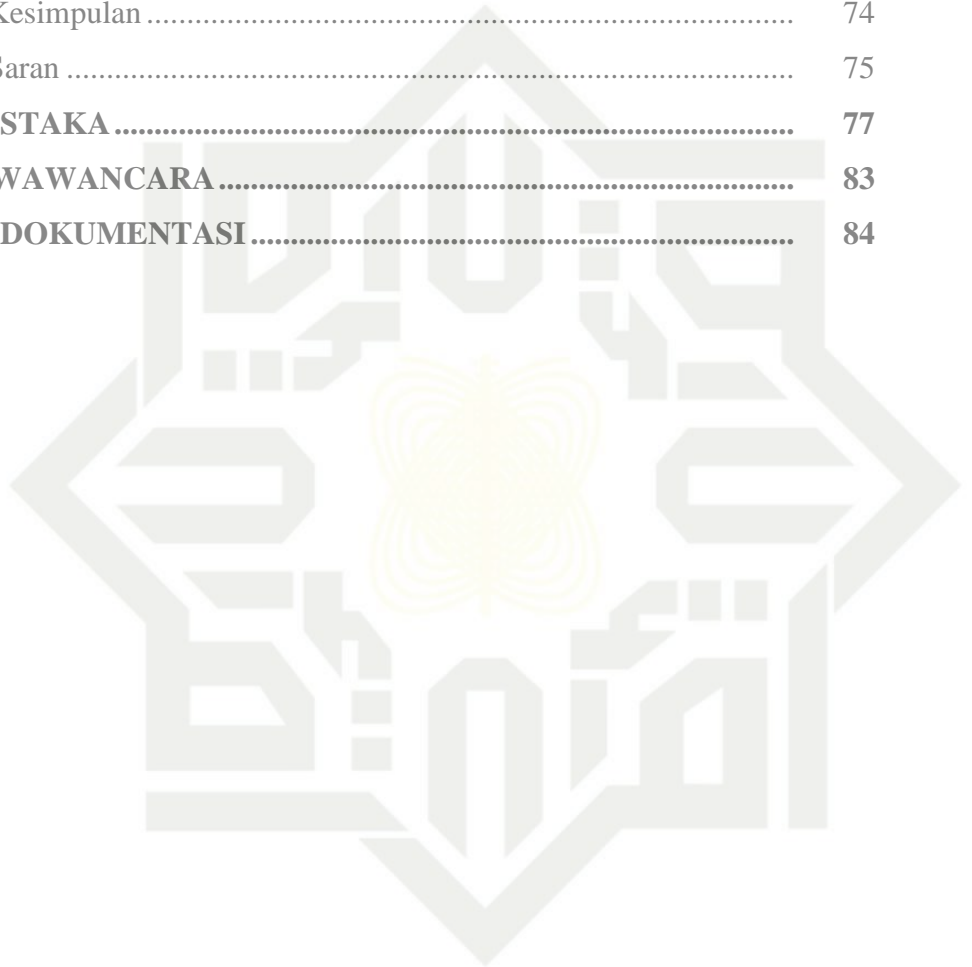 Kesimpulan .................................................................... 74
Saran ............................................................................. 75
STAKA ........................................................................ 77
WAWANCARA ............................................................. 83
DOKUMENTASI .......................................................... 84